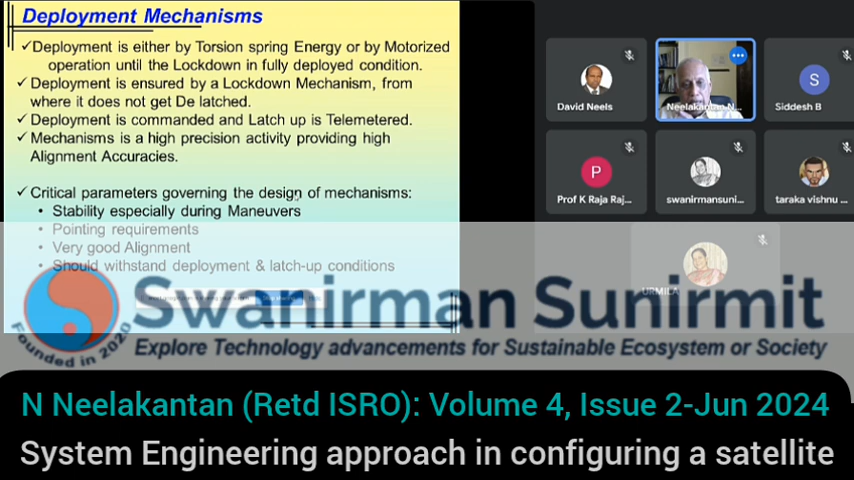 Deployment Mechanisms
✓Deployment is either by Torsion spring Energy or by Motorized
operation until the Lockdown in fully deployed condition.
✓ Deployment is ensured by a Lockdown Mechanism, from
where it does not get De latched.
✓ Deployment is commanded and Latch up is Telemetered.
✓ Mechanisms is a high precision activity providing high
Alignment Accuracies.
✓ Critical parameters governing the design of mechanisms:
• Stability especially during Maneuvers
• Pointing requirements
• Very good Alignment
• Should withstand deployment & latch-up conditions
David Neels
Neelakantan N...
S
Siddesh B
P
Prof K Raja Raj...
swanirmansuni...
taraka vishnu ...
URMILA
Swanirman Sunirmit
Founded in 2020
Explore Technology advancements for Sustainable Ecosystem or Society
N Neelakantan (Retd ISRO): Volume 4, Issue 2-Jun 2024
System Engineering approach in configuring a satellite